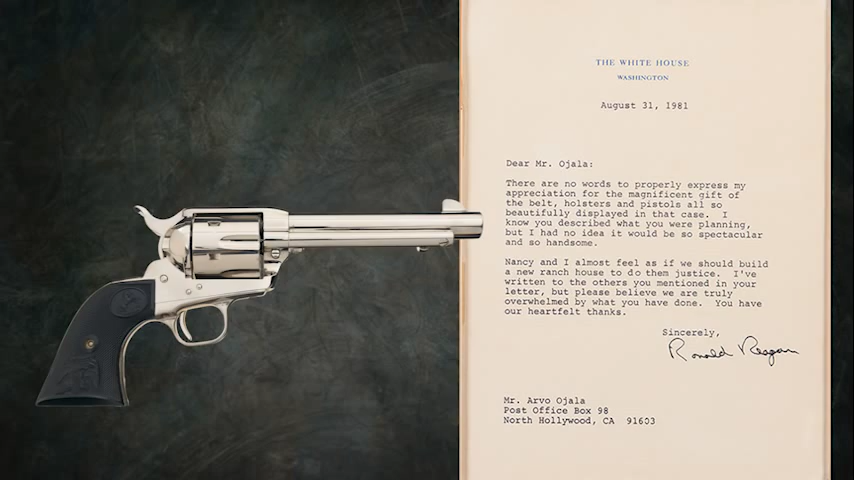 THE WHITE HOUSE
WASHINGTON
August 31, 1981
Dear Mr. Ojala:
There are no words to properly express my
appreciation for the magnificent gift of
the belt, holsters and pistols all so
beautifully displayed in that case. I
know you described what you were planning,
but I had no idea it would be so spectacular
and so handsome.
Nancy and I almost feel as if we should build
a new ranch house to do them justice. I've
written to the others you mentioned in your
letter, but please believe we are truly
overwhelmed by what you have done. You have
our heartfelt thanks.
Sincerely,
Ronald Reagan
Mr. Arvo Ojala
Post Office Box 98
North Hollywood, CA 91603